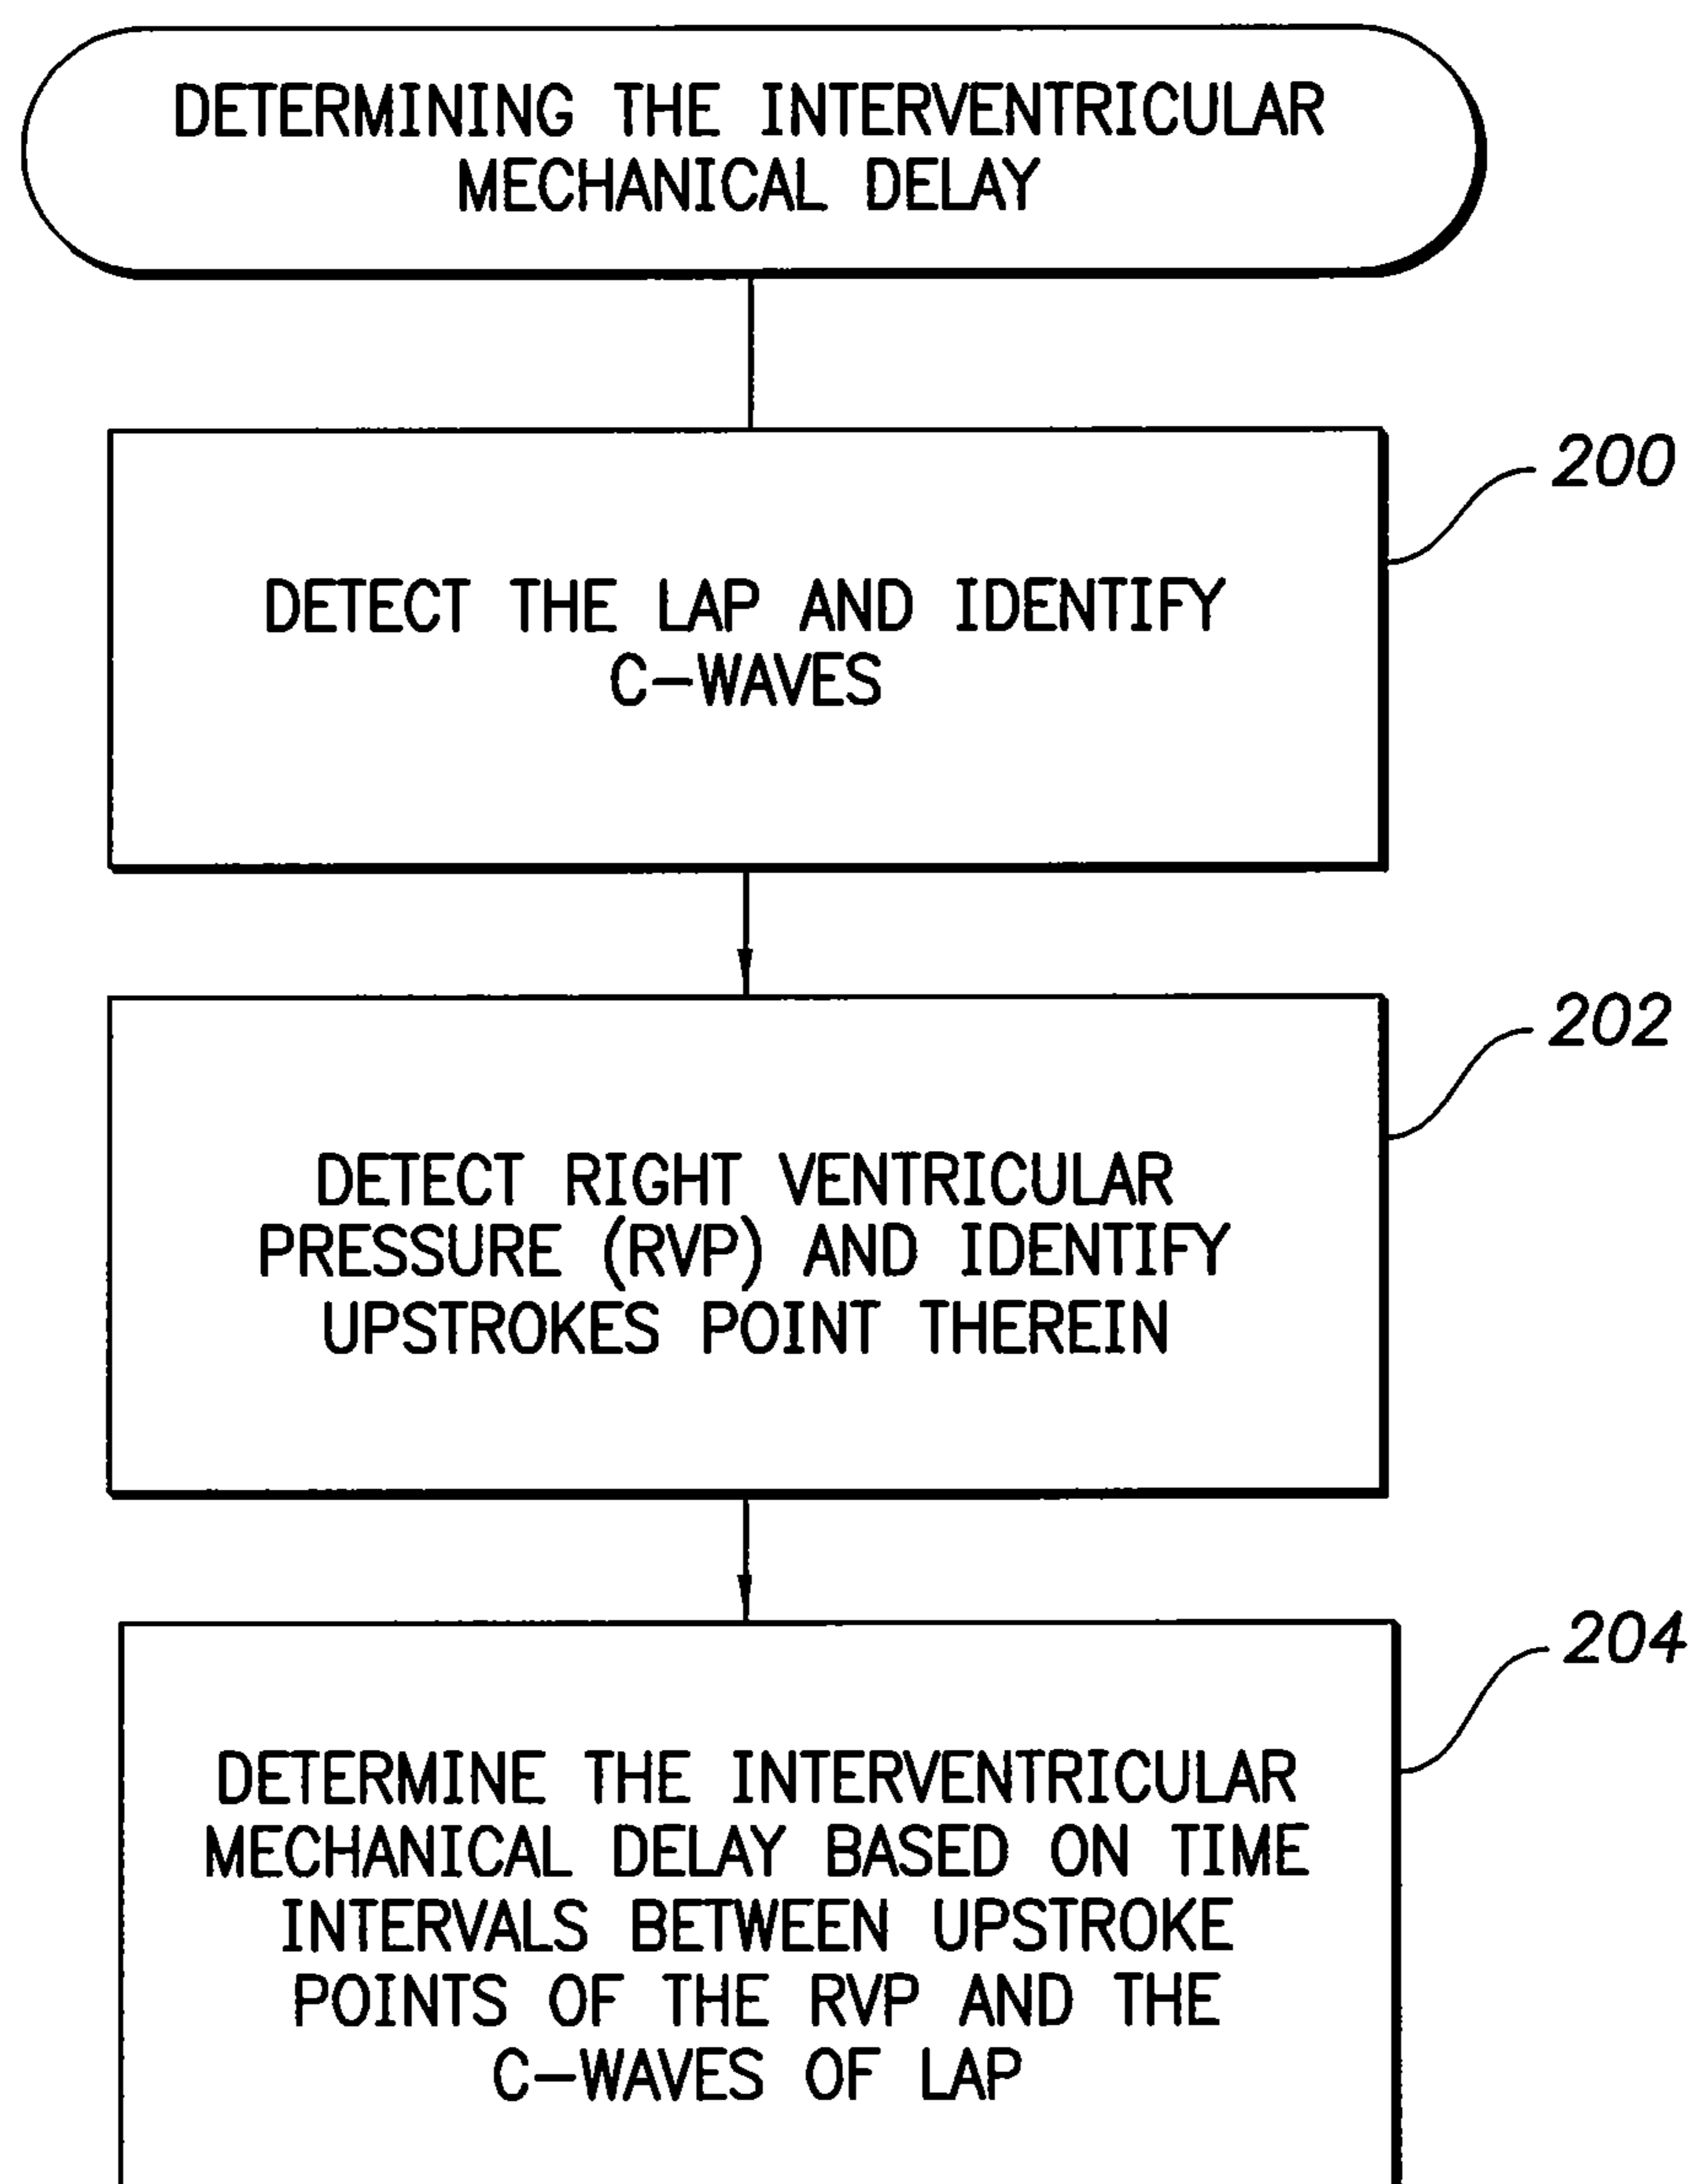 DETERMINING THE INTERVENTRICULAR
MECHANICAL DELAY
200
DETECT THE LAP AND IDENTIFY
C-WAVES
202
DETECT RIGHT VENTRICULAR
PRESSURE (RVP) AND IDENTIFY
UPSTROKES POINT THEREIN
204
DETERMINE THE INTERVENTRICULAR
MECHANICAL DELAY BASED ON TIME
INTERVALS BETWEEN UPSTROKE
POINTS OF THE RVP AND THE
C-WAVES OF LAP